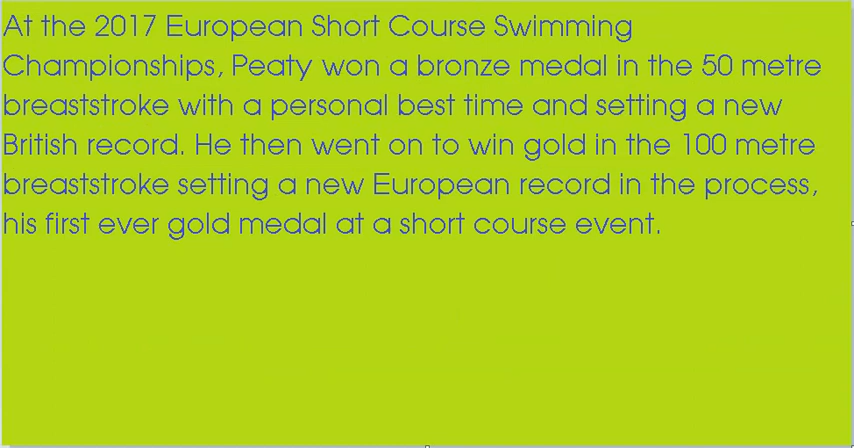 At the 2017 European Short Course Swimming
Championships, Peaty won a bronze medal in the 50 metre
breaststroke with a personal best time and setting a new
British record. He then went on to win gold in the 100 metre
breaststroke setting a new European record in the process,
his first ever gold medal at a short course event.